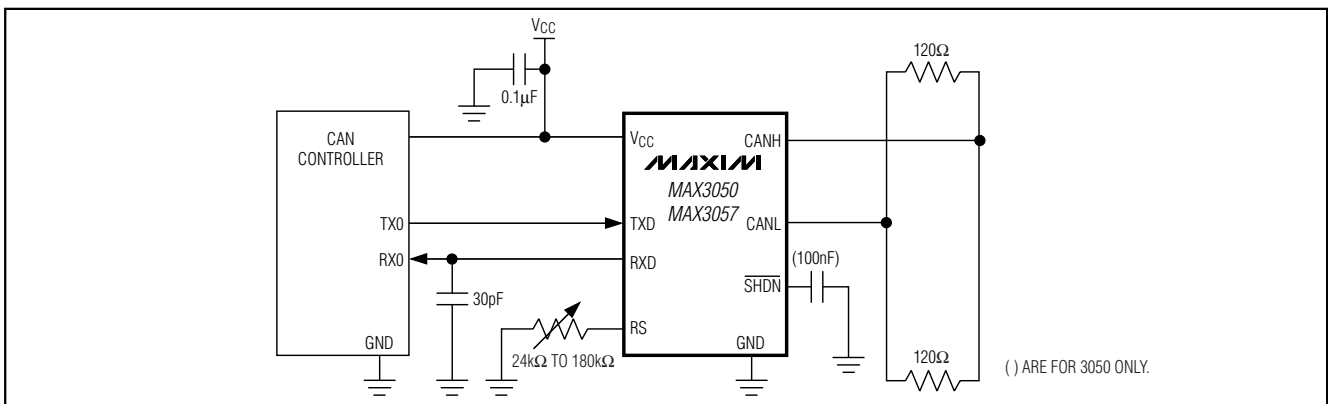 VCC
120Ω
0.1µF
CAN
CONTROLLER
VCC
CANH
MAXIM
MAX3050
MAX3057
TX0
TXD
CANL
RX0
RXD
(100nF)
SHDN
30pF
RS
GND
24kΩ TO 180kΩ
GND
120Ω
( ) ARE FOR 3050 ONLY.